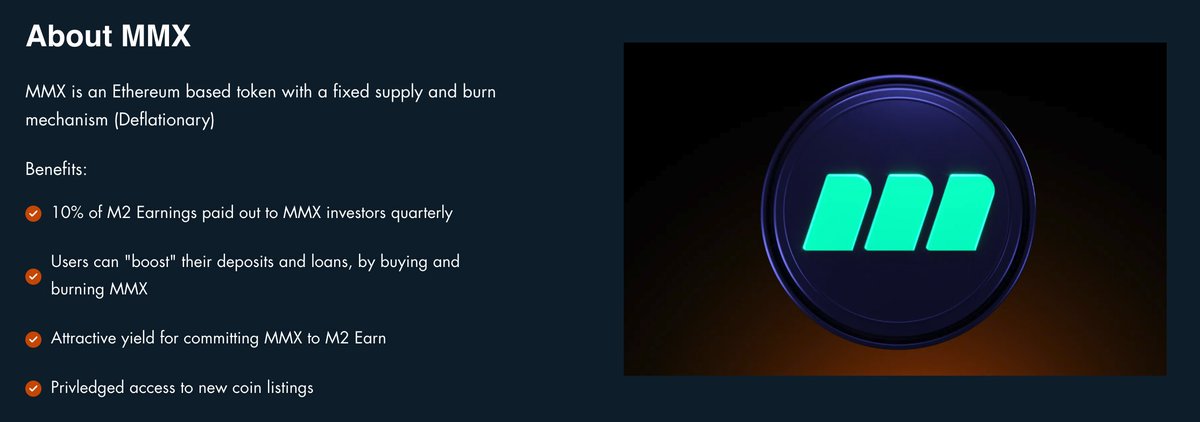 About MMX
MMX is an Ethereum based token with a fixed supply and burn
mechanism (Deflationary)
Benefits:
10% of M2 Earnings paid out to MMX investors quarterly
Users can "boost" their deposits and loans, by buying and
burning MMX
Attractive yield for committing MMX to M2 Earn
Privledged access to new coin listings